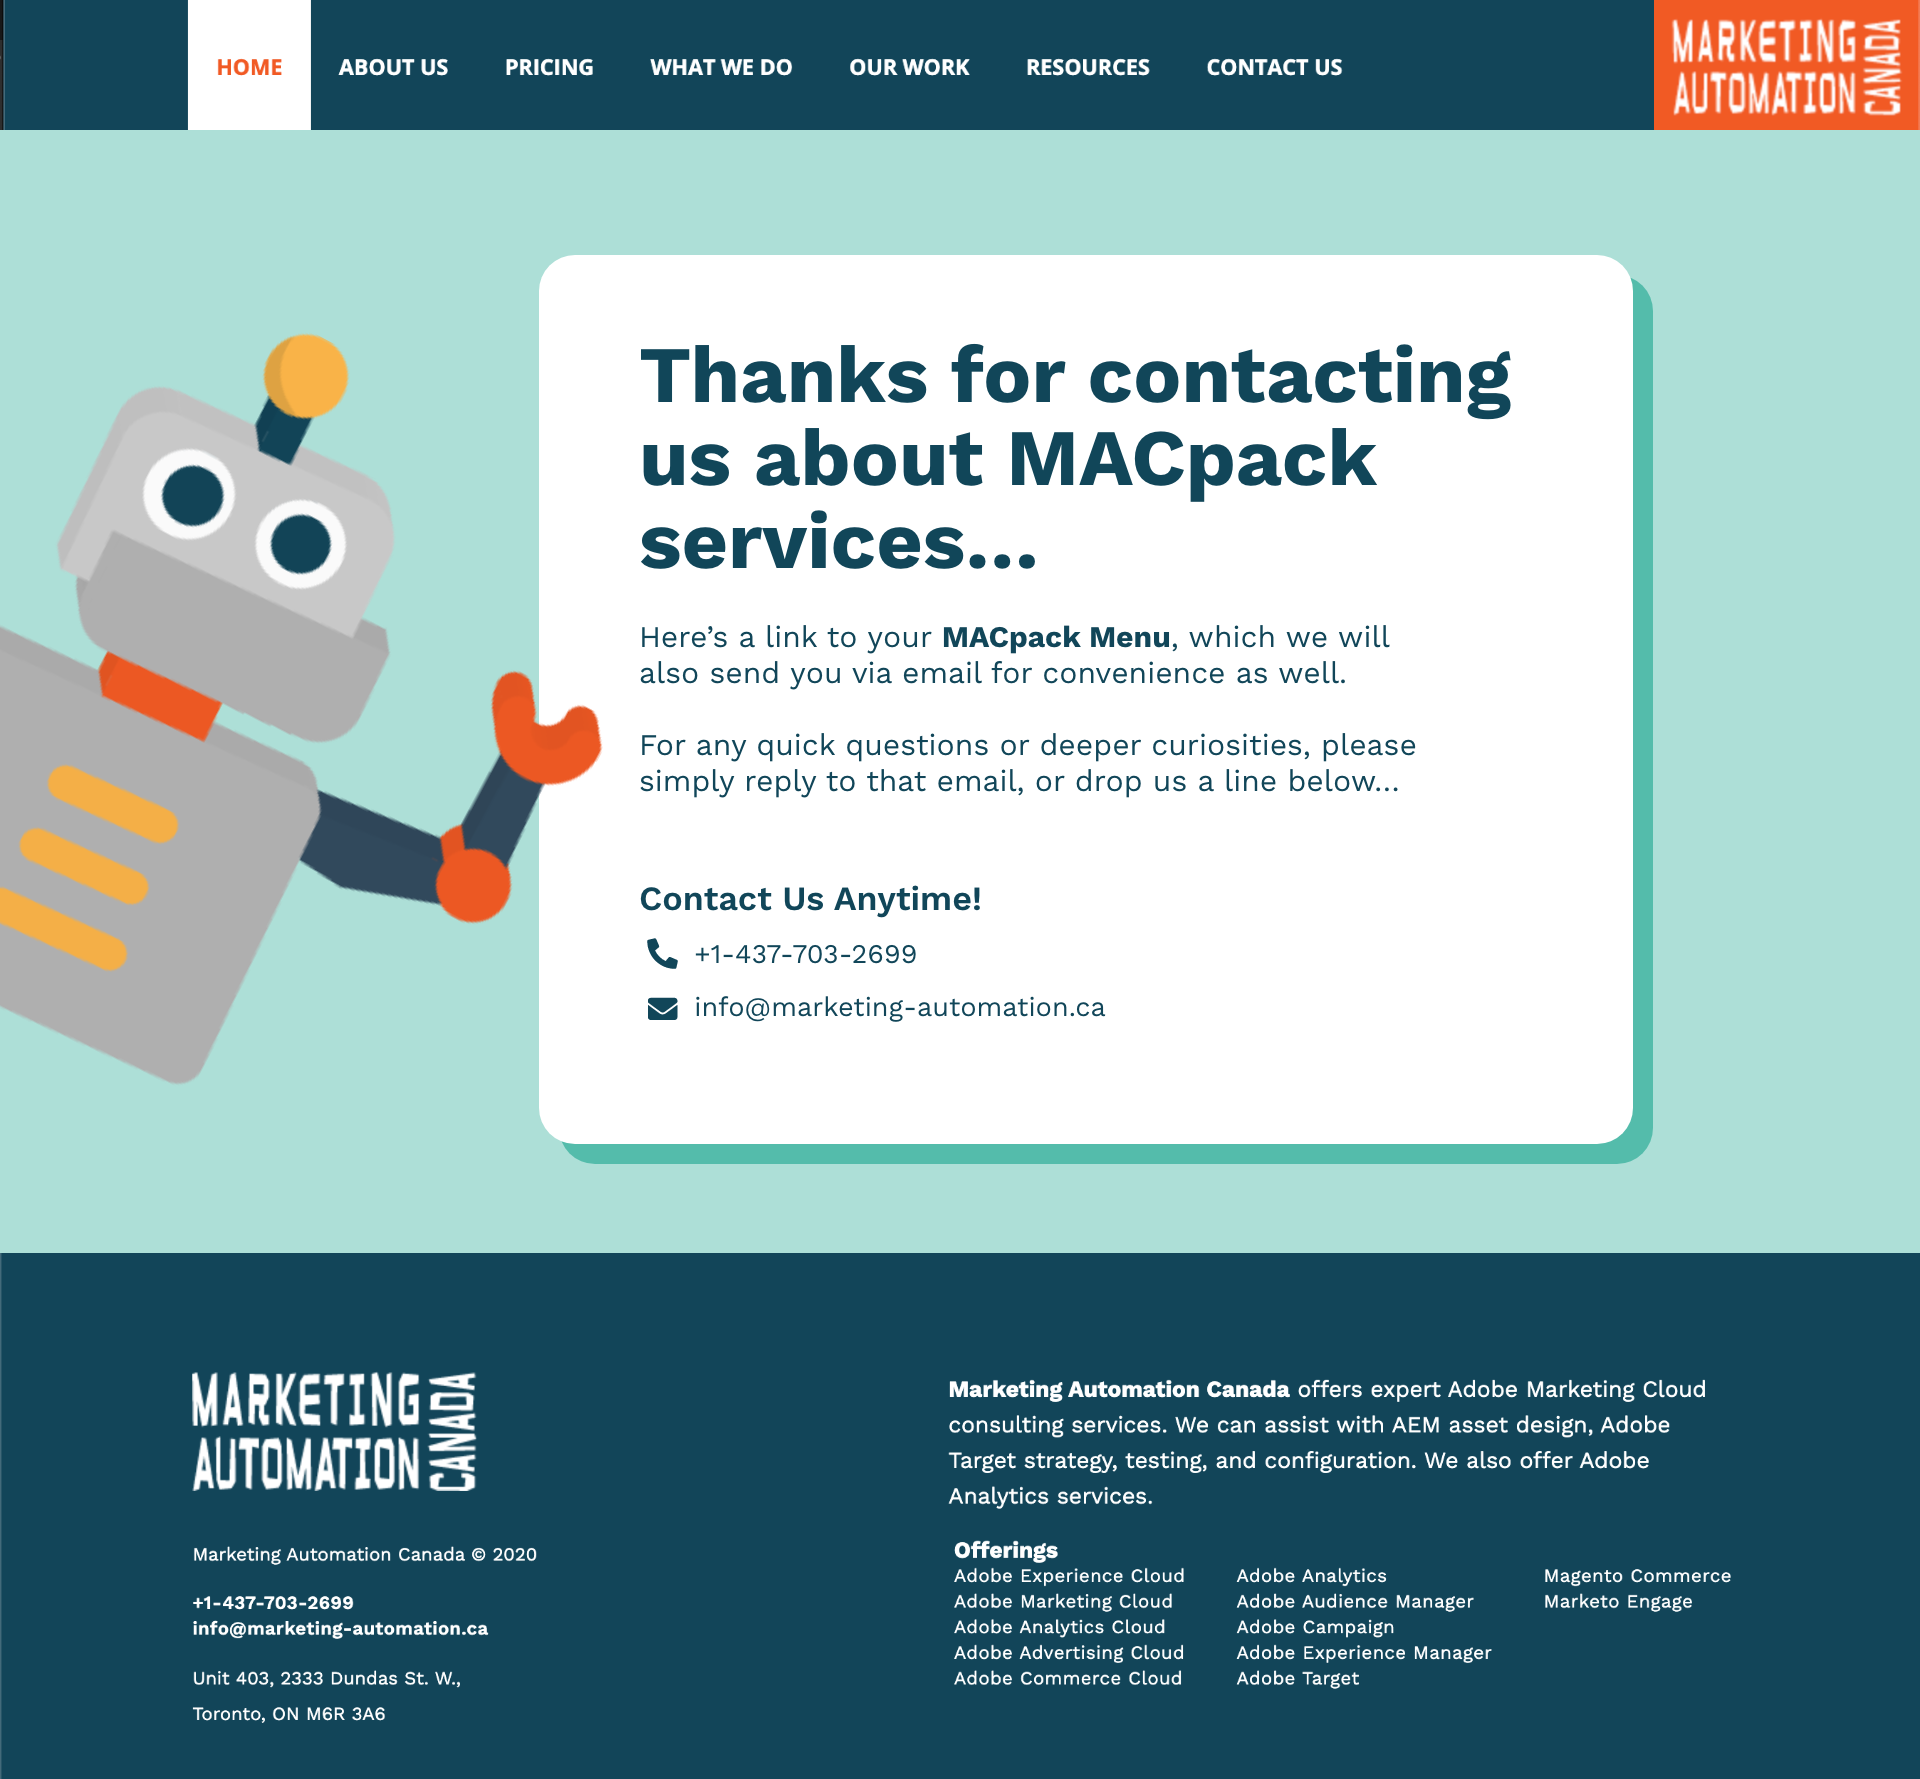 HOME ABOUT US PRICING WHAT WE DO OUR WORK RESOURCES CONTACT US
MARKETING
AUTOMATION
CANADA
Thanks for contacting
us about MACpack
services...
Here’s a link to your MACpack Menu, which we will
also send you via email for convenience as well.
For any quick questions or deeper curiosities, please
simply reply to that email, or drop us a line below...
Contact Us Anytime!
+1-437-703-2699
info@marketing-automation.ca
MARKETING
AUTOMATION
CANADA
Marketing Automation Canada © 2020
+1-437-703-2699
info@marketing-automation.ca
Unit 403, 2333 Dundas St. W.,
Toronto, ON M6R 3A6
Marketing Automation Canada offers expert Adobe Marketing Cloud
consulting services. We can assist with AEM asset design, Adobe
Target strategy, testing, and configuration. We also offer Adobe
Analytics services.
Offerings
Adobe Experience Cloud
Adobe Marketing Cloud
Adobe Analytics Cloud
Adobe Advertising Cloud
Adobe Commerce Cloud
Adobe Analytics
Adobe Audience Manager
Adobe Campaign
Adobe Experience Manager
Adobe Target
Magento Commerce
Marketo Engage